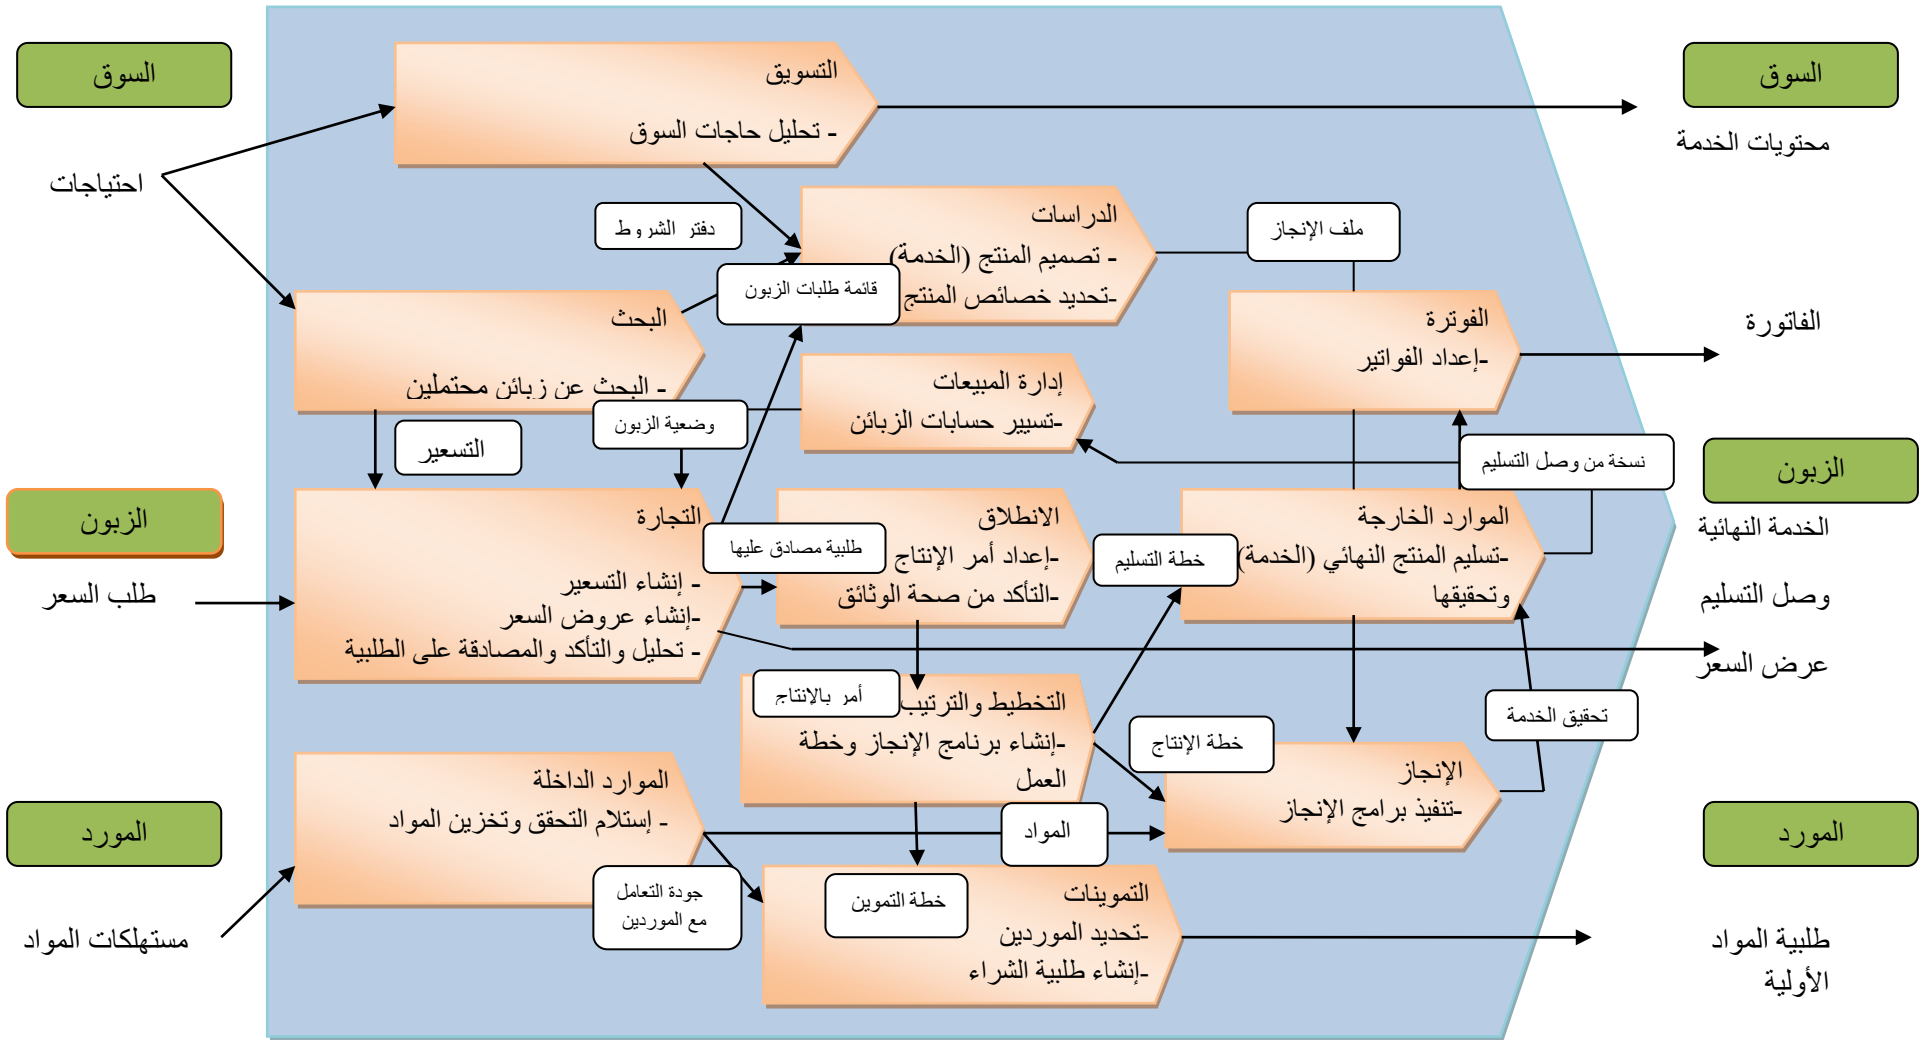 السوق
السوق
التسويق
- تحليل حاجات السوق
محتويات الخدمة
احتياجات
دفتر الشروط
الدراسات
- تصميم المنتج (الخدمة)
-تحديد خصائص المنتج
ملف الإنجاز
قائمة طلبات الزبون
البحث
- البحث عن زبائن محتملين
الفوترة
-إعداد الفواتير
الفاتورة
إدارة المبيعات
-تسيير حسابات الزبائن
وضعية الزبون
التسعير
نسخة من وصل التسليم
الزبون
الزبون
الخدمة النهائية
وصل التسليم
عرض السعر
طلب السعر
التجارة
- إنشاء التسعير
-إنشاء عروض السعر
- تحليل والتأكد والمصادقة على الطلبية
طلبية مصادق عليها
الانطلاق
-إعداد أمر الإنتاج
-التأكد من صحة الوثائق
خطة التسليم
الموارد الخارجة
-تسليم المنتج النهائي (الخدمة)
وتحقيقها
أمر بالإنتاج
التخطيط والترتيب
-إنشاء برنامج الإنجاز وخطة
العمل
خطة الإنتاج
تحقيق الخدمة
الموارد الداخلة
- إستلام التحقق وتخزين المواد
المواد
الإنجاز
-تنفيذ برامج الإنجاز
المورد
المورد
جودة التعامل
مع الموردين
خطة التموين
التموينات
-تحديد الموردين
-إنشاء طلبية الشراء
مستهلكات المواد
طلبية المواد
الأولية